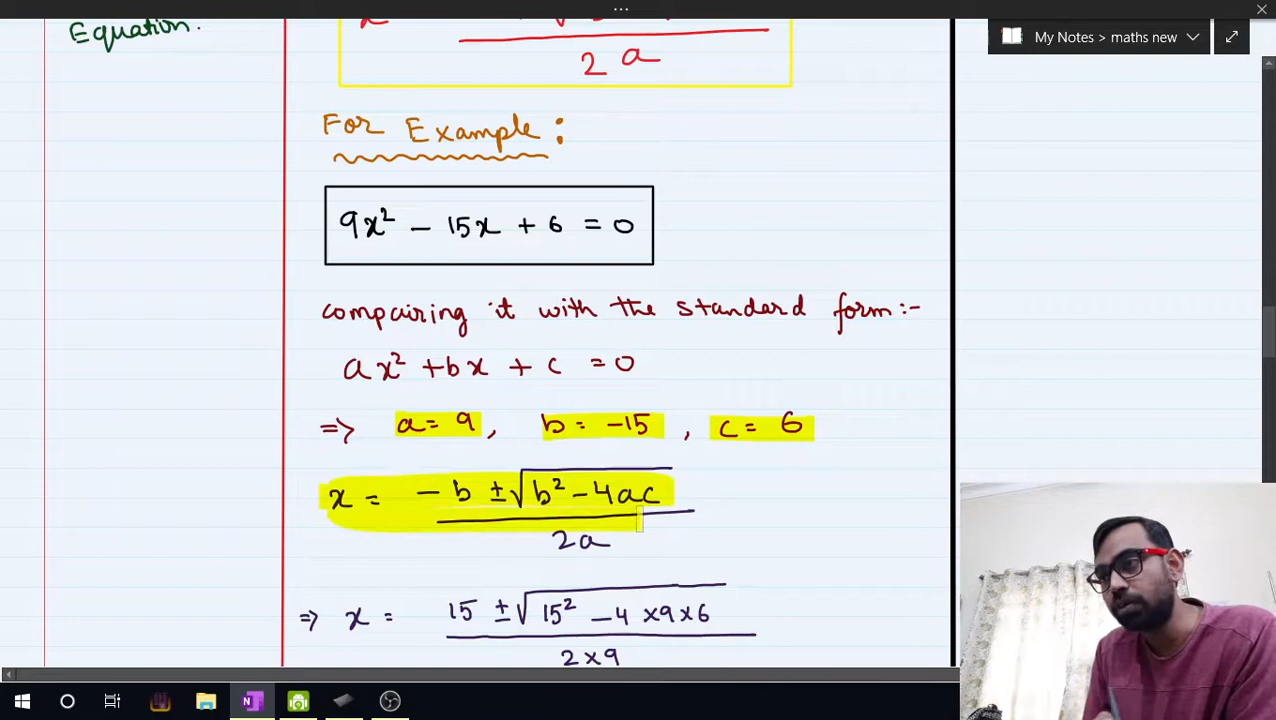 My Notes > maths new
Equation.
2a
For Example:
9x² - 15x + 6 = 0
compairing it with the standard form:-
ax² + bx + c = 0
=> a = 9, b = -15, c = 6
x = -b ± √b² - 4ac
2a
=> x = 15 ± √15² - 4 × 9 × 6
2 × 9